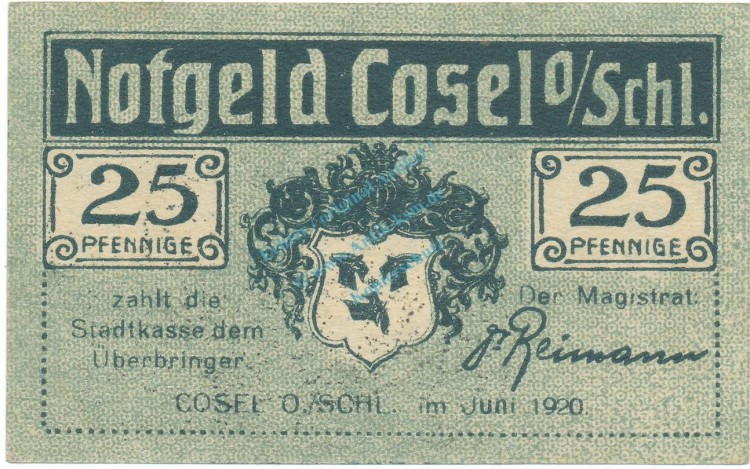 Notgeld Cosel o/Schl.
25
PFENNIGE
25
PFENNIGE
zahlt die
Stadtkasse dem
Überbringer.
Der Magistrat:
Dr Reimann
COSEL O./SCHL. im Juni 1920.